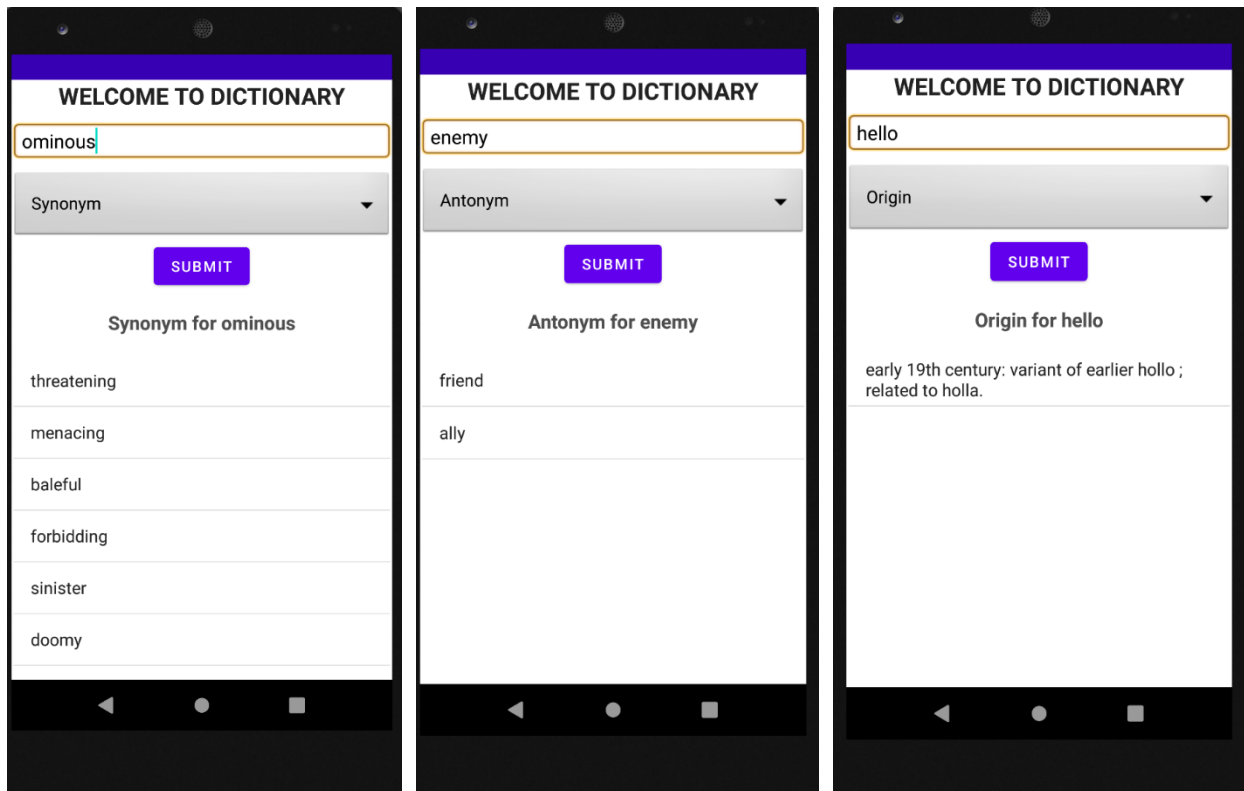 WELCOME TO DICTIONARY
ominous
Synonym
SUBMIT
Synonym for ominous
threatening
menacing
baleful
forbidding
sinister
doomy
WELCOME TO DICTIONARY
enemy
Antonym
SUBMIT
Antonym for enemy
friend
ally
WELCOME TO DICTIONARY
hello
Origin
SUBMIT
Origin for hello
early 19th century: variant of earlier hollo ;
related to holla.